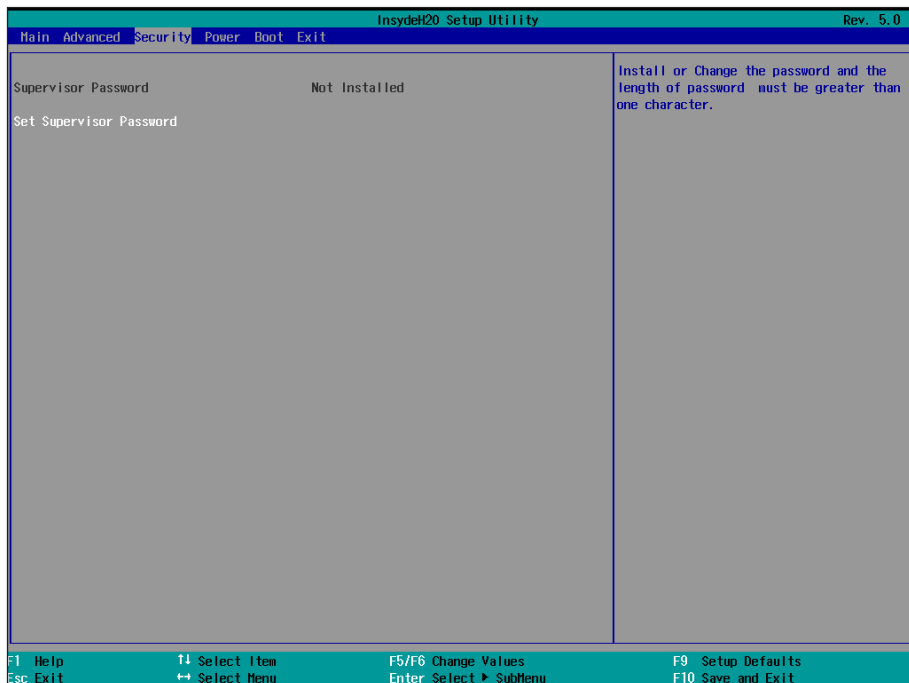 InsydeH20 Setup Utility Rev. 5.0
Main Advanced Security Power Boot Exit
Supervisor Password Not Installed
Set Supervisor Password
Install or Change the password and the
length of password must be greater than
one character.
F1 Help ↑↓ Select Item F5/F6 Change Values F9 Setup Defaults
Esc Exit ↔ Select Menu Enter Select ▶ SubMenu F10 Save and Exit